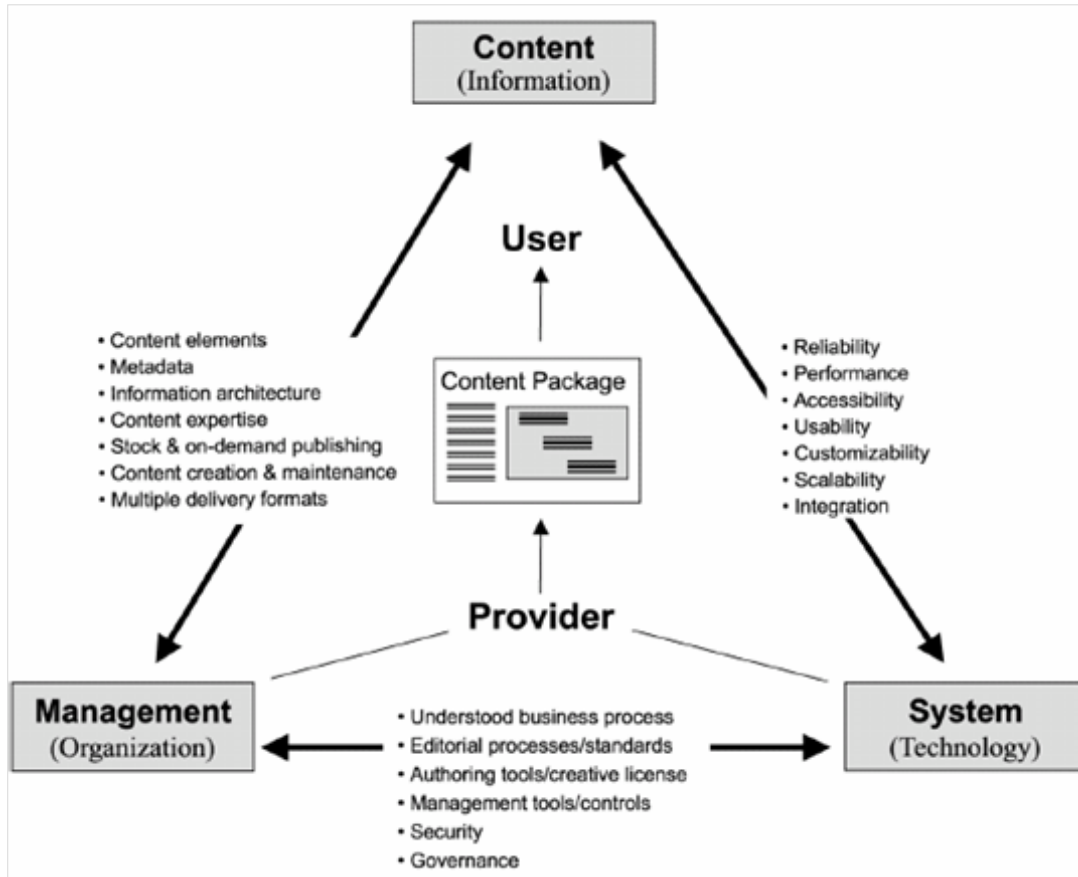 Content
(Information)
User
• Content elements
• Metadata
• Information architecture
• Content expertise
• Stock & on-demand publishing
• Content creation & maintenance
• Multiple delivery formats
Content Package
• Reliability
• Performance
• Accessibility
• Usability
• Customizability
• Scalability
• Integration
Provider
Management
(Organization)
• Understood business process
• Editorial processes/standards
• Authoring tools/creative license
• Management tools/controls
• Security
• Governance
System
(Technology)